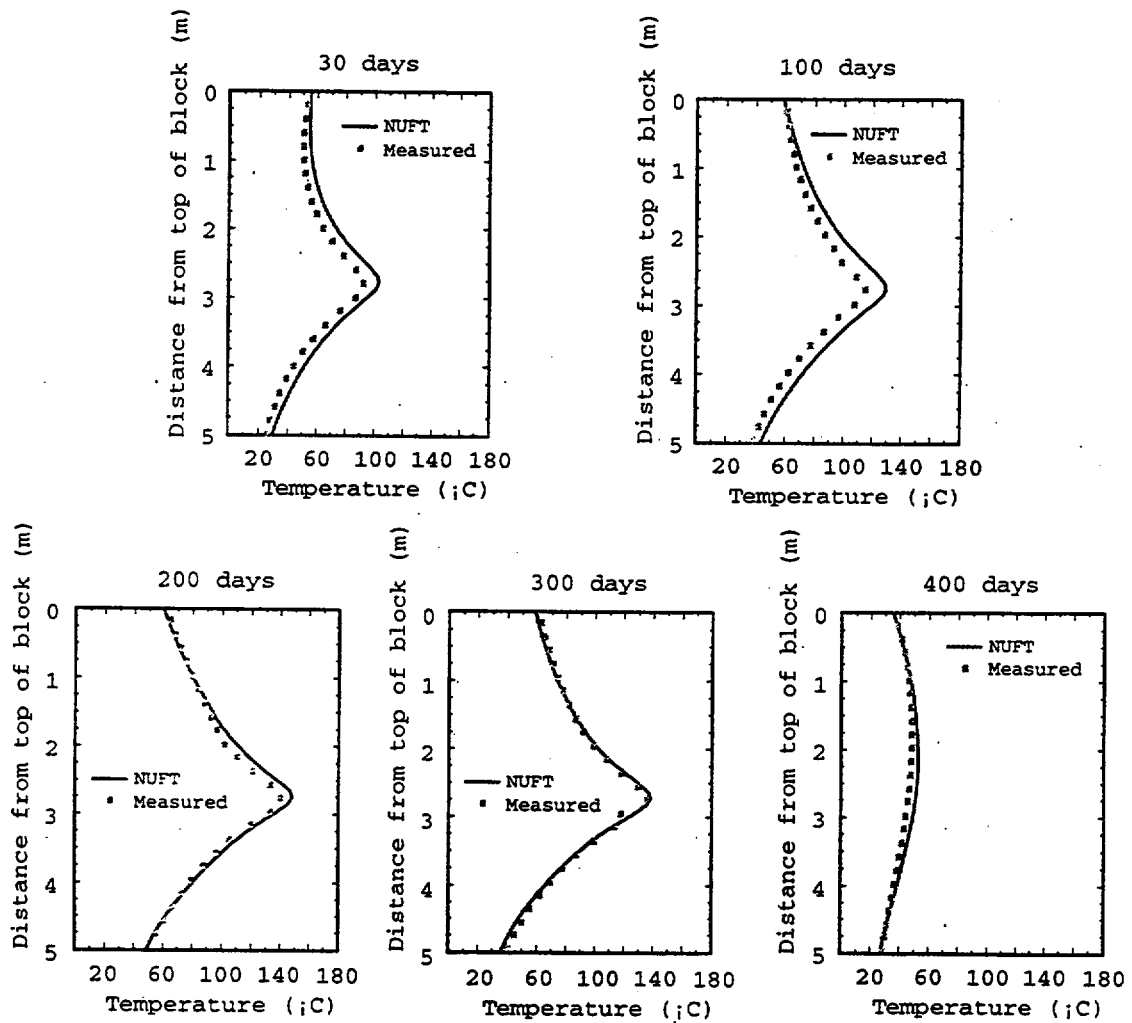 30 days
Distance from top of block (m)
0
1
2
3
4
5
NUFT
Measured
20 60 100 140 180
Temperature (¡C)
100 days
Distance from top of block (m)
0
1
2
3
4
5
NUFT
Measured
20 60 100 140 180
Temperature (¡C)
200 days
Distance from top of block (m)
0
1
2
3
4
5
NUFT
Measured
20 60 100 140 180
Temperature (¡C)
300 days
Distance from top of block (m)
0
1
2
3
4
5
NUFT
Measured
20 60 100 140 180
Temperature (¡C)
400 days
Distance from top of block (m)
0
1
2
3
4
5
NUFT
Measured
20 60 100 140 180
Temperature (¡C)